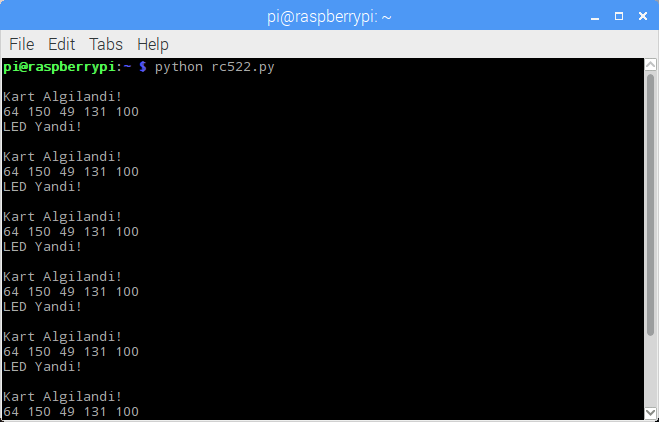 pi@raspberrypi: ~
File Edit Tabs Help
pi@raspberrypi:~ $ python rc522.py
Kart Algilandi!
64 150 49 131 100
LED Yandi!
Kart Algilandi!
64 150 49 131 100
LED Yandi!
Kart Algilandi!
64 150 49 131 100
LED Yandi!
Kart Algilandi!
64 150 49 131 100
LED Yandi!
Kart Algilandi!
64 150 49 131 100
LED Yandi!
Kart Algilandi!
64 150 49 131 100